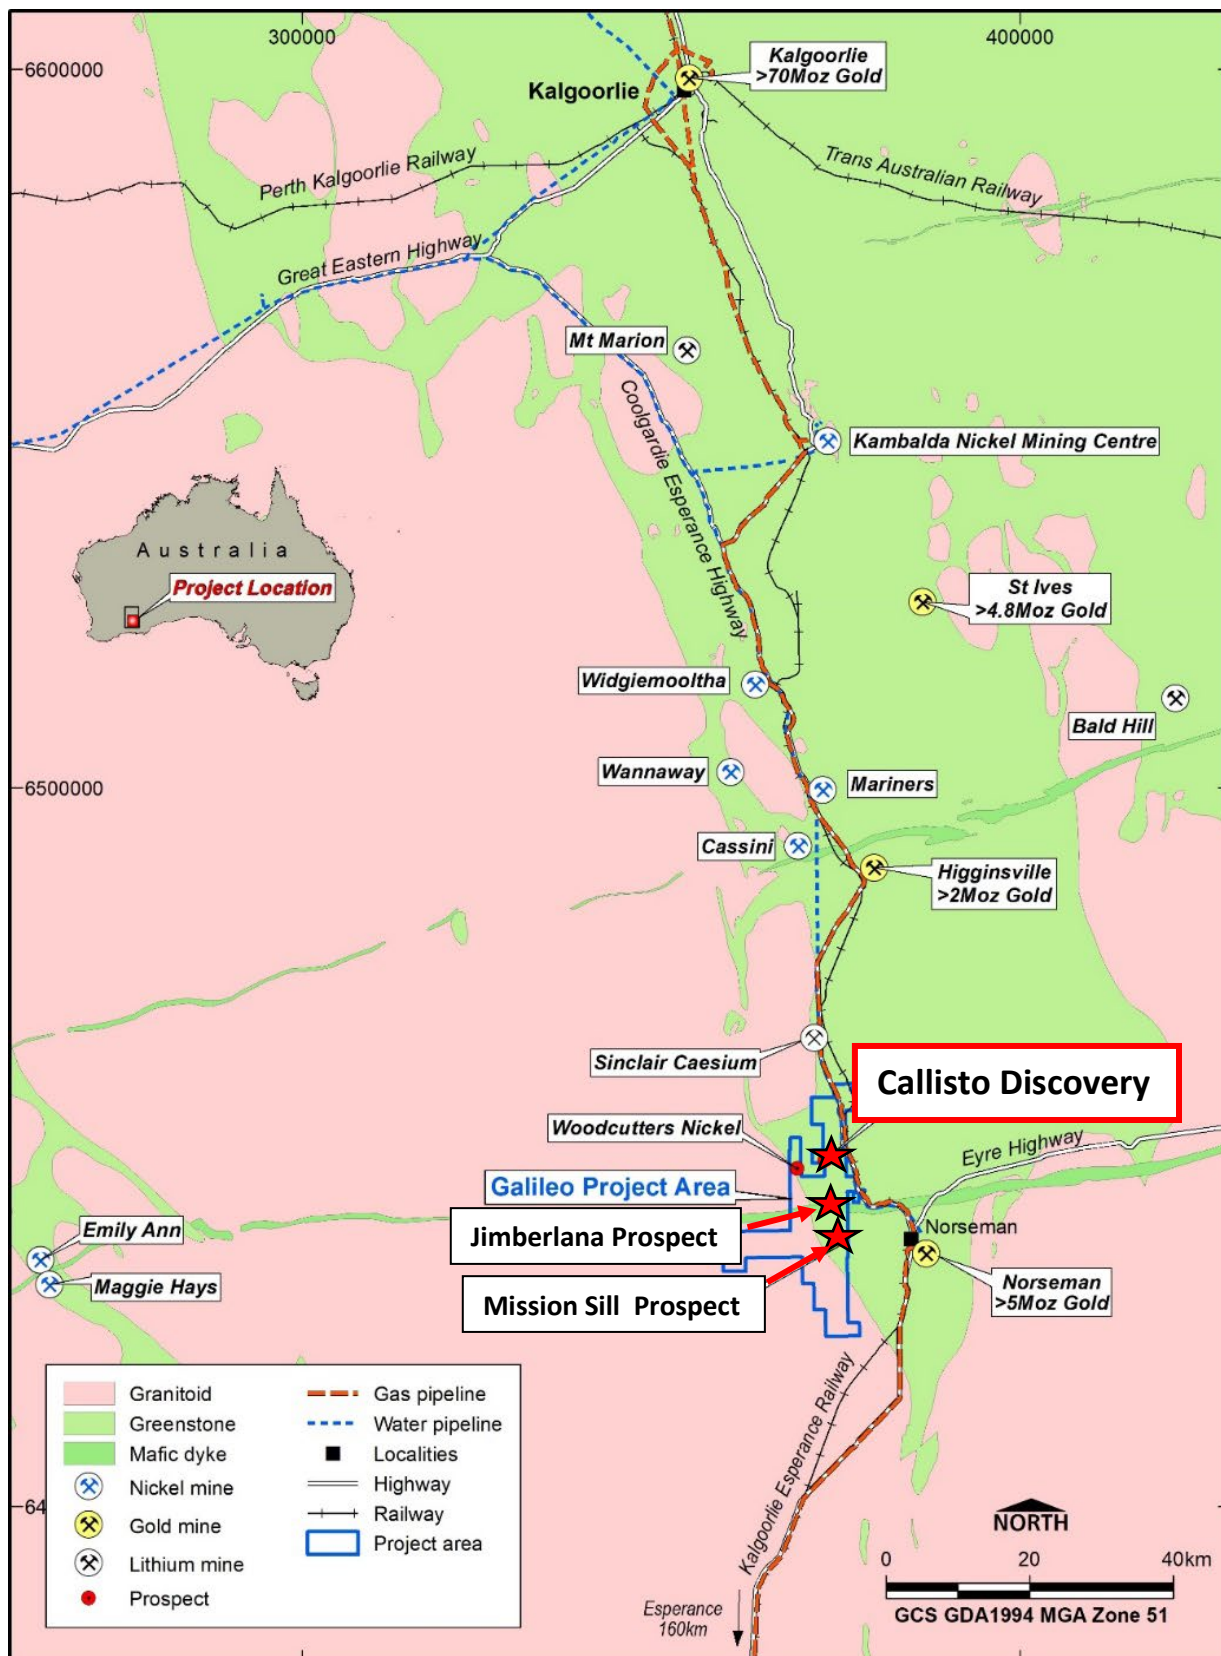 300000
400000
6600000
Kalgoorlie
>70Moz Gold
Kalgoorlie
Perth Kalgoorlie Railway
Trans Australian Railway
Great Eastern Highway
Mt Marion
Coolgardie Esperance Highway
Kambalda Nickel Mining Centre
Australia
Project Location
St Ives
>4.8Moz Gold
Widgiemooltha
Bald Hill
Wannaway
6500000
Mariners
Cassini
Higginsville
>2Moz Gold
Sinclair Caesium
Callisto Discovery
Woodcutters Nickel
Eyre Highway
Galileo Project Area
Emily Ann
Jimberlana Prospect
Norseman
Maggie Hays
Mission Sill Prospect
Norseman
>5Moz Gold
Kalgoorlie Esperance Railway
Granitoid
Greenstone
Mafic dyke
Nickel mine
Gold mine
Lithium mine
Prospect
Gas pipeline
Water pipeline
Localities
Highway
Railway
Project area
64
NORTH
0 20 40km
GCS GDA1994 MGA Zone 51
Esperance
160km